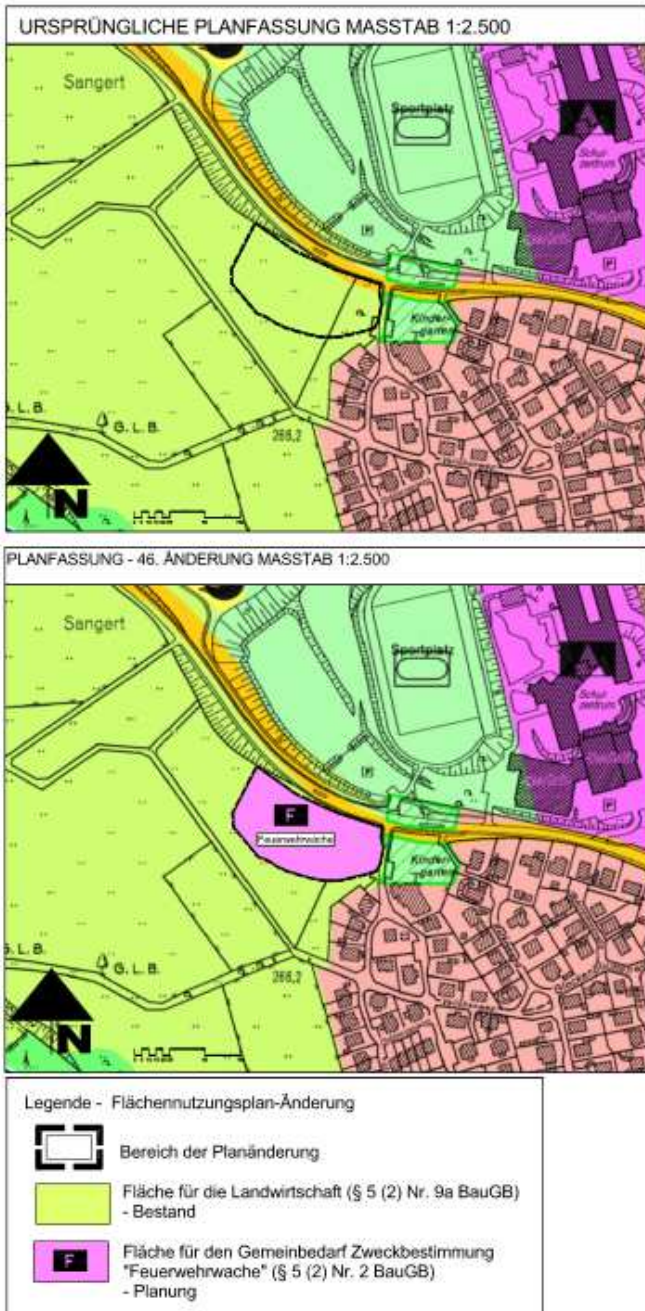 URSPRÜNGLICHE PLANFASSUNG MASSTAB 1:2.500
Sangert
Sportplatz
Schul-
zentrum
P
P
Kinder-
garten
G.L.B.
G.L.B.
266,2
N
PLANFASSUNG - 46. ÄNDERUNG MASSTAB 1:2.500
Sangert
Sportplatz
Schul-
zentrum
P
P
F
Feuerwehrwache
Kinder-
garten
G.L.B.
G.L.B.
266,2
N
Legende - Flächennutzungsplan-Änderung
Bereich der Planänderung
Fläche für die Landwirtschaft (§ 5 (2) Nr. 9a BauGB)
- Bestand
F
Fläche für den Gemeinbedarf Zweckbestimmung
"Feuerwehrwache" (§ 5 (2) Nr. 2 BauGB)
- Planung